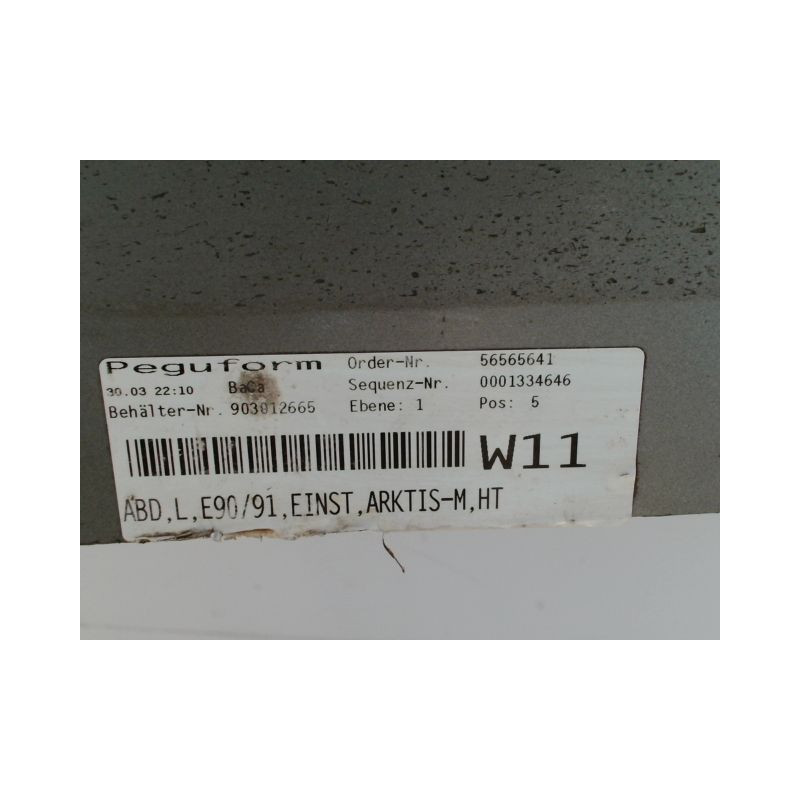 Peguform Order-Nr. 56565641
30.03 22:10 BaCa Sequenz-Nr. 0001334646
Behälter-Nr. 903012665 Ebene: 1 Pos: 5
W11
ABD,L,E90/91,EINST,ARKTIS-M,HT